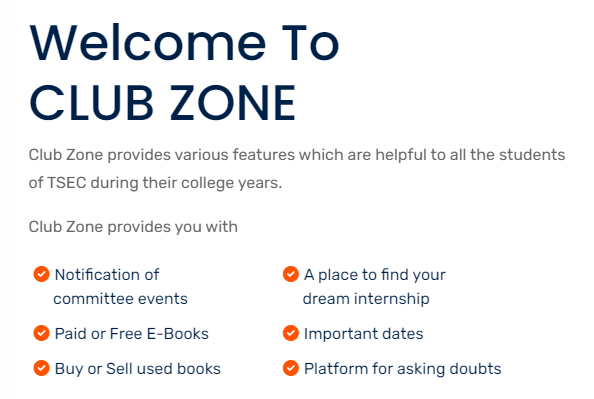 Welcome To
CLUB ZONE
Club Zone provides various features which are helpful to all the students
of TSEC during their college years.
Club Zone provides you with
Notification of
committee events
Paid or Free E-Books
Buy or Sell used books
A place to find your
dream internship
Important dates
Platform for asking doubts